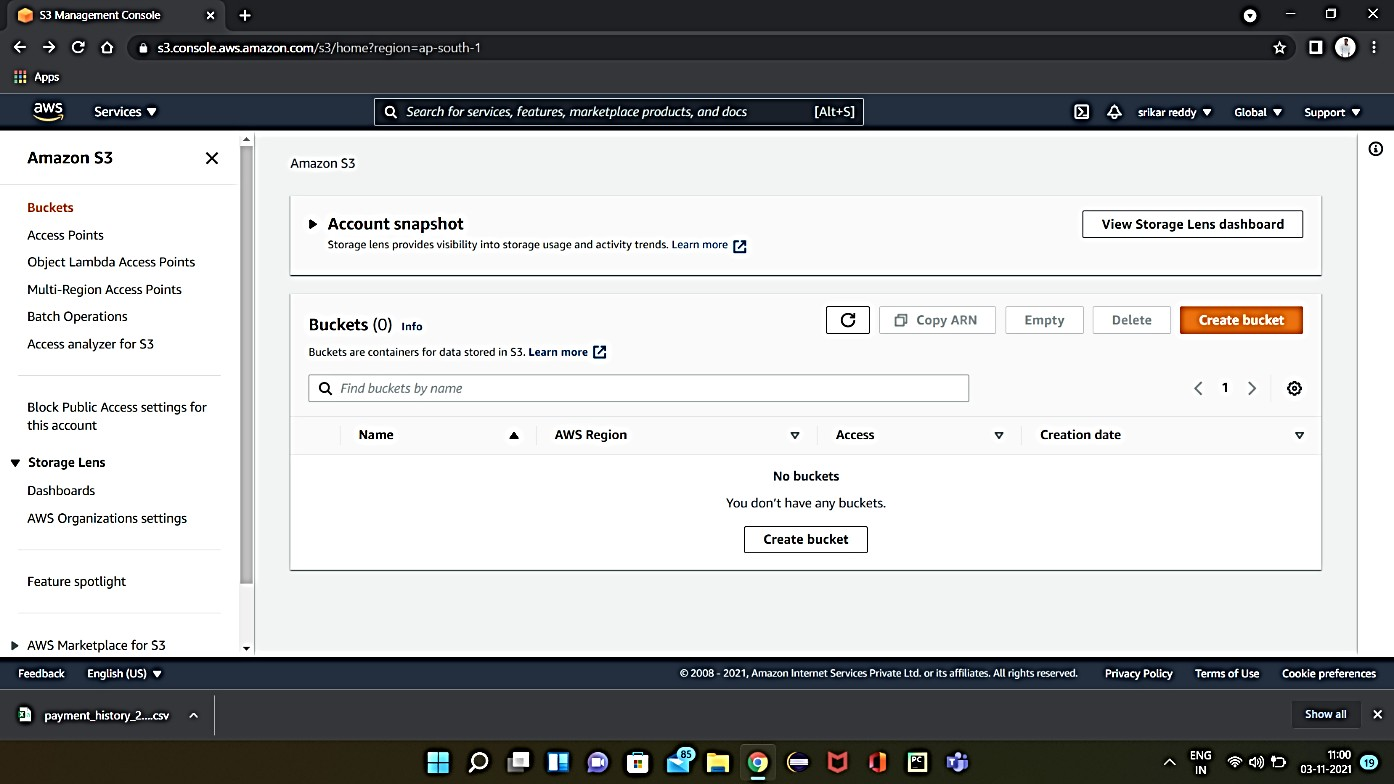 S3 Management Console
s3.console.aws.amazon.com/s3/home?region=ap-south-1
Apps
aws
Services
Search for services, features, marketplace products, and docs
[Alt+S]
srikar reddy
Global
Support
Amazon S3
Buckets
Access Points
Object Lambda Access Points
Multi-Region Access Points
Batch Operations
Access analyzer for S3
Block Public Access settings for
this account
Storage Lens
Dashboards
AWS Organizations settings
Feature spotlight
AWS Marketplace for S3
Amazon S3
Account snapshot
Storage lens provides visibility into storage usage and activity trends. Learn more
View Storage Lens dashboard
Buckets (0) Info
Copy ARN
Empty
Delete
Create bucket
Buckets are containers for data stored in S3. Learn more
Find buckets by name
1
Name
AWS Region
Access
Creation date
No buckets
You don't have any buckets.
Create bucket
Feedback
English (US)
© 2008 - 2021, Amazon Internet Services Private Ltd. or its affiliates. All rights reserved.
Privacy Policy
Terms of Use
Cookie preferences
payment_history_2....csv
Show all
85
PC
ENG
IN
11:00
03-11-2021
19